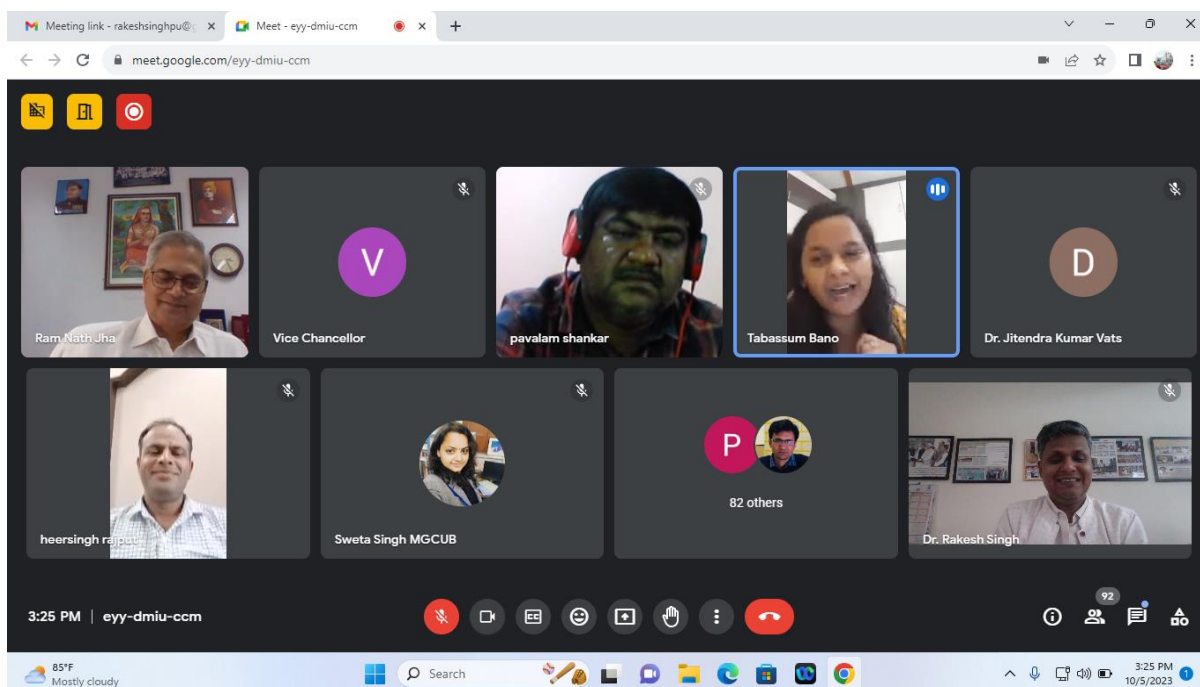 Meeting link - rakeshsinghpu@g
Meet - eyy-dmiu-ccm
meet.google.com/eyy-dmiu-ccm
V
D
Ram Nath Jha
Vice Chancellor
pavalam shankar
Tabassum Bano
Dr. Jitendra Kumar Vats
P
82 others
heersingh rajput
Sweta Singh MGCUB
Dr. Rakesh Singh
3:25 PM | eyy-dmiu-ccm
92
85°F
Mostly cloudy
Search
3:25 PM
10/5/2023
1